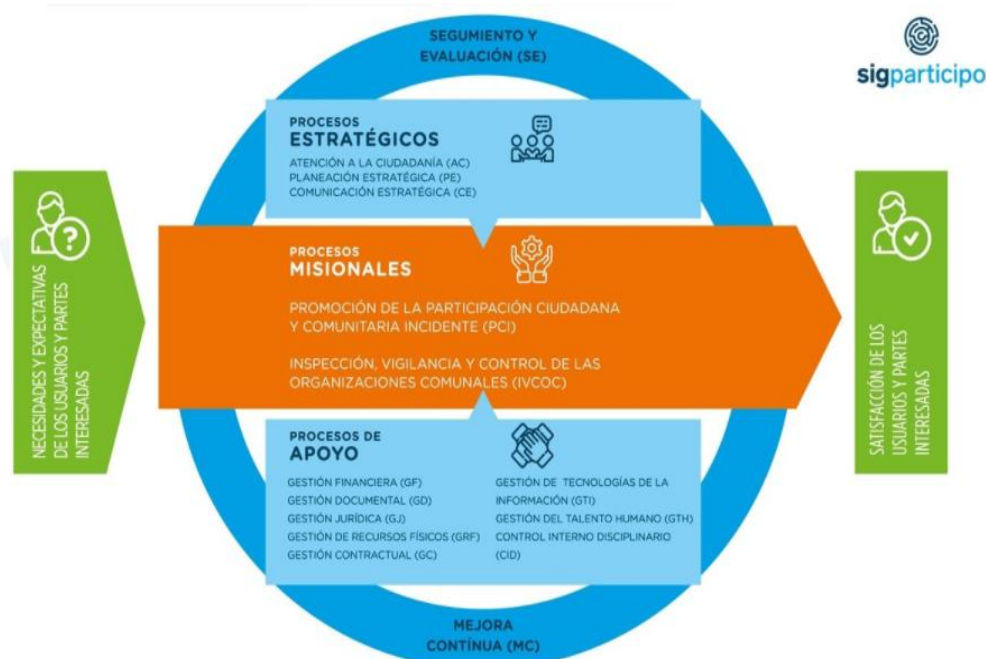 SEGUMIENTO Y
EVALUACIÓN (SE)
sigparticipo
PROCESOS
ESTRATÉGICOS
ATENCIÓN A LA CIUDADANÍA (AC)
PLANEACIÓN ESTRATÉGICA (PE)
COMUNICACIÓN ESTRATÉGICA (CE)
NECESIDADES Y EXPECTATIVAS
DE LOS USUARIOS Y PARTES
INTERESADAS
PROCESOS
MISIONALES
PROMOCIÓN DE LA PARTICIPACIÓN CIUDADANA
Y COMUNITARIA INCIDENTE (PCI)
INSPECCIÓN, VIGILANCIA Y CONTROL DE LAS
ORGANIZACIONES COMUNALES (IVCOC)
SATISFACCIÓN DE LOS
USUARIOS Y PARTES
INTERESADAS
PROCESOS DE
APOYO
GESTIÓN FINANCIERA (GF)
GESTIÓN DOCUMENTAL (GD)
GESTIÓN JURÍDICA (GJ)
GESTIÓN DE RECURSOS FÍSICOS (GRF)
GESTIÓN CONTRACTUAL (GC)
GESTIÓN DE TECNOLOGÍAS DE LA
INFORMACIÓN (GTI)
GESTIÓN DEL TALENTO HUMANO (GTH)
CONTROL INTERNO DISCIPLINARIO
(CID)
MEJORA
CONTÍNUA (MC)